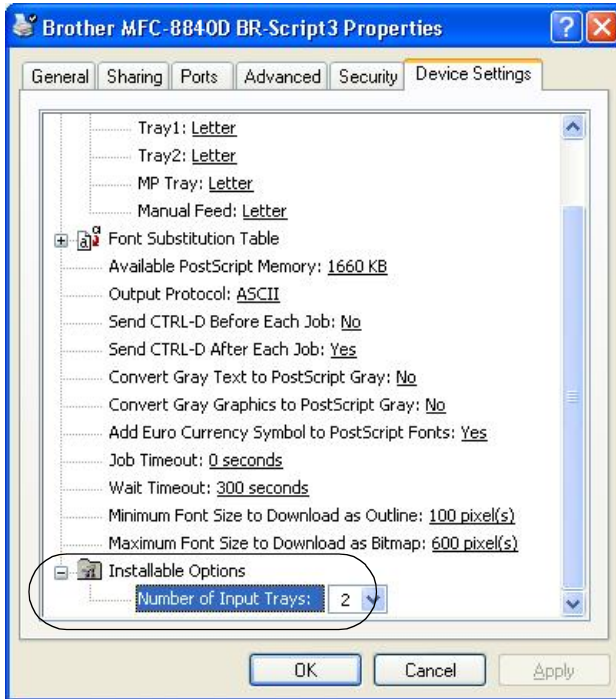 Brother MFC-8840D BR-Script3 Properties
General Sharing Ports Advanced Security Device Settings
Tray1: Letter
Tray2: Letter
MP Tray: Letter
Manual Feed: Letter
Font Substitution Table
Available PostScript Memory: 1660 KB
Output Protocol: ASCII
Send CTRL-D Before Each Job: No
Send CTRL-D After Each Job: Yes
Convert Gray Text to PostScript Gray: No
Convert Gray Graphics to PostScript Gray: No
Add Euro Currency Symbol to PostScript Fonts: Yes
Job Timeout: 0 seconds
Wait Timeout: 300 seconds
Minimum Font Size to Download as Outline: 100 pixel(s)
Maximum Font Size to Download as Bitmap: 600 pixel(s)
Installable Options
Number of Input Trays: 2
OK Cancel Apply